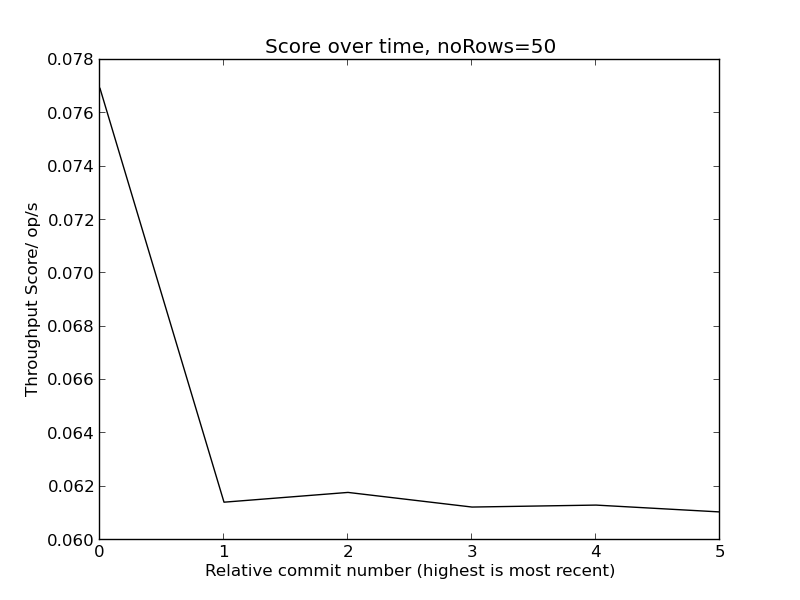 Score over time, noRows=50
0.078
0.076
0.074
0.072
0.070
0.068
0.066
0.064
0.062
0.060
Throughput Score/ op/s
0 1 2 3 4 5
Relative commit number (highest is most recent)